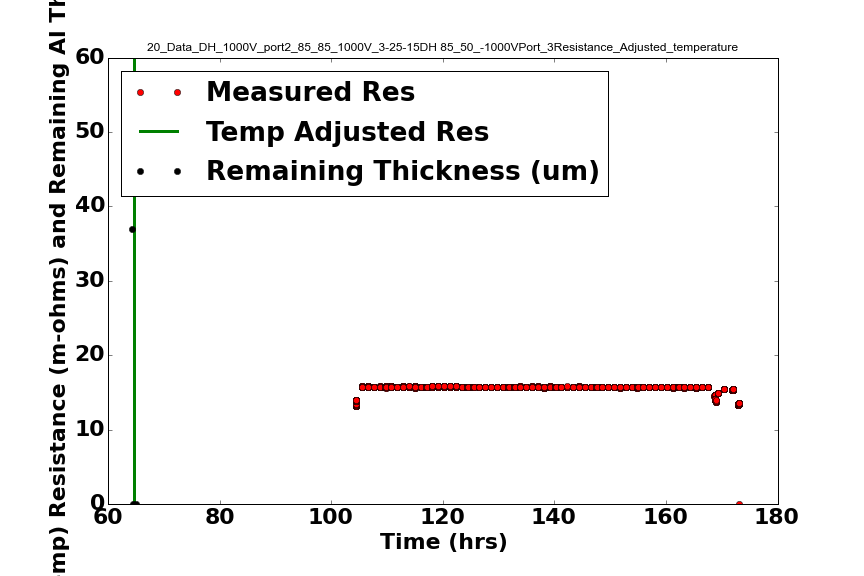 20_Data_DH_1000V_port2_85_85_1000V_3-25-15DH 85_50_-1000VPort_3Resistance_Adjusted_temperature
Measured Res
Temp Adjusted Res
Remaining Thickness (um)
60
50
40
30
20
10
0
60
80
100
120
140
160
180
Time (hrs)
mp) Resistance (m-ohms) and Remaining Al Th